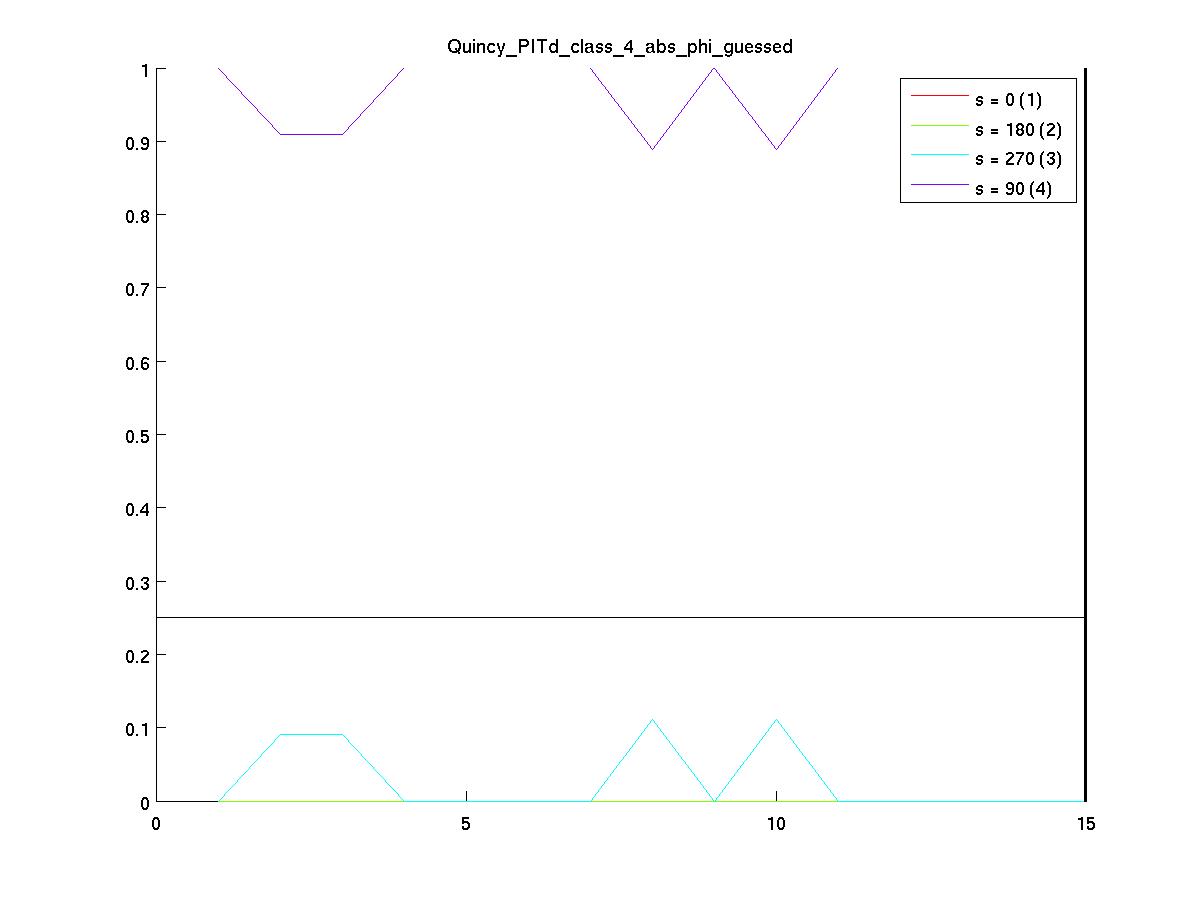 Quincy_PITd_class_4_abs_phi_guessed
1
0.9
0.8
0.7
0.6
0.5
0.4
0.3
0.2
0.1
0
s = 0 (1)
s = 180 (2)
s = 270 (3)
s = 90 (4)
0 5 10 15